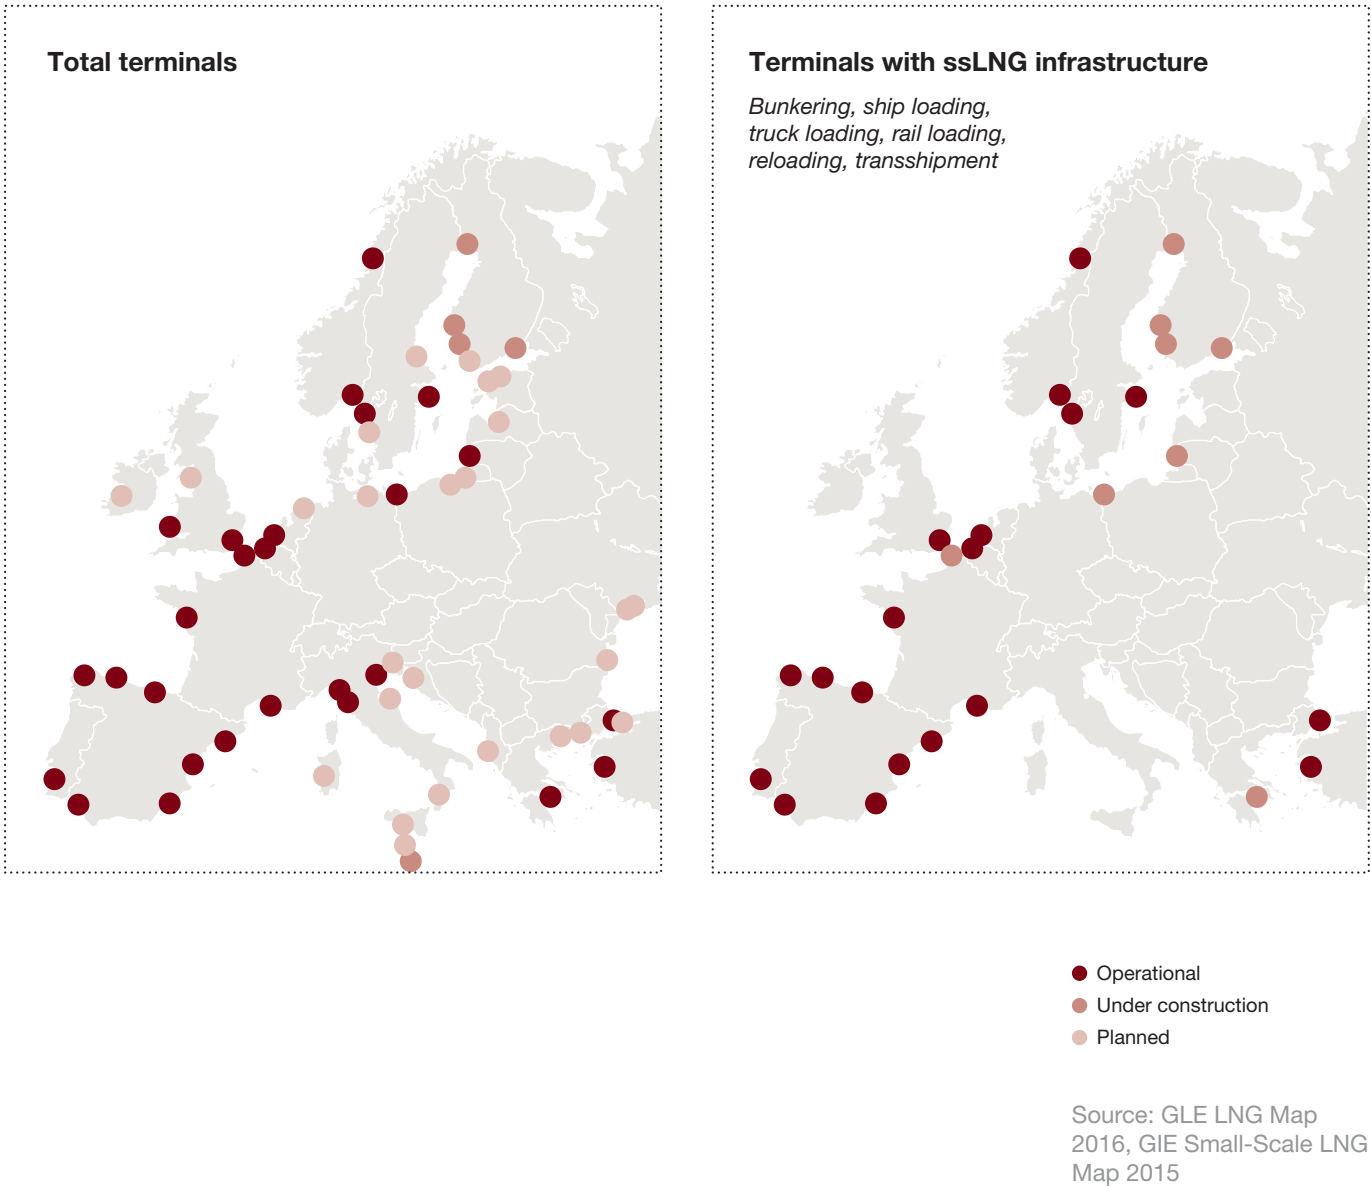 Total terminals
Terminals with ssLNG infrastructure
Bunkering, ship loading,
truck loading, rail loading,
reloading, transshipment
Operational
Under construction
Planned
Source: GLE LNG Map
2016, GIE Small-Scale LNG
Map 2015